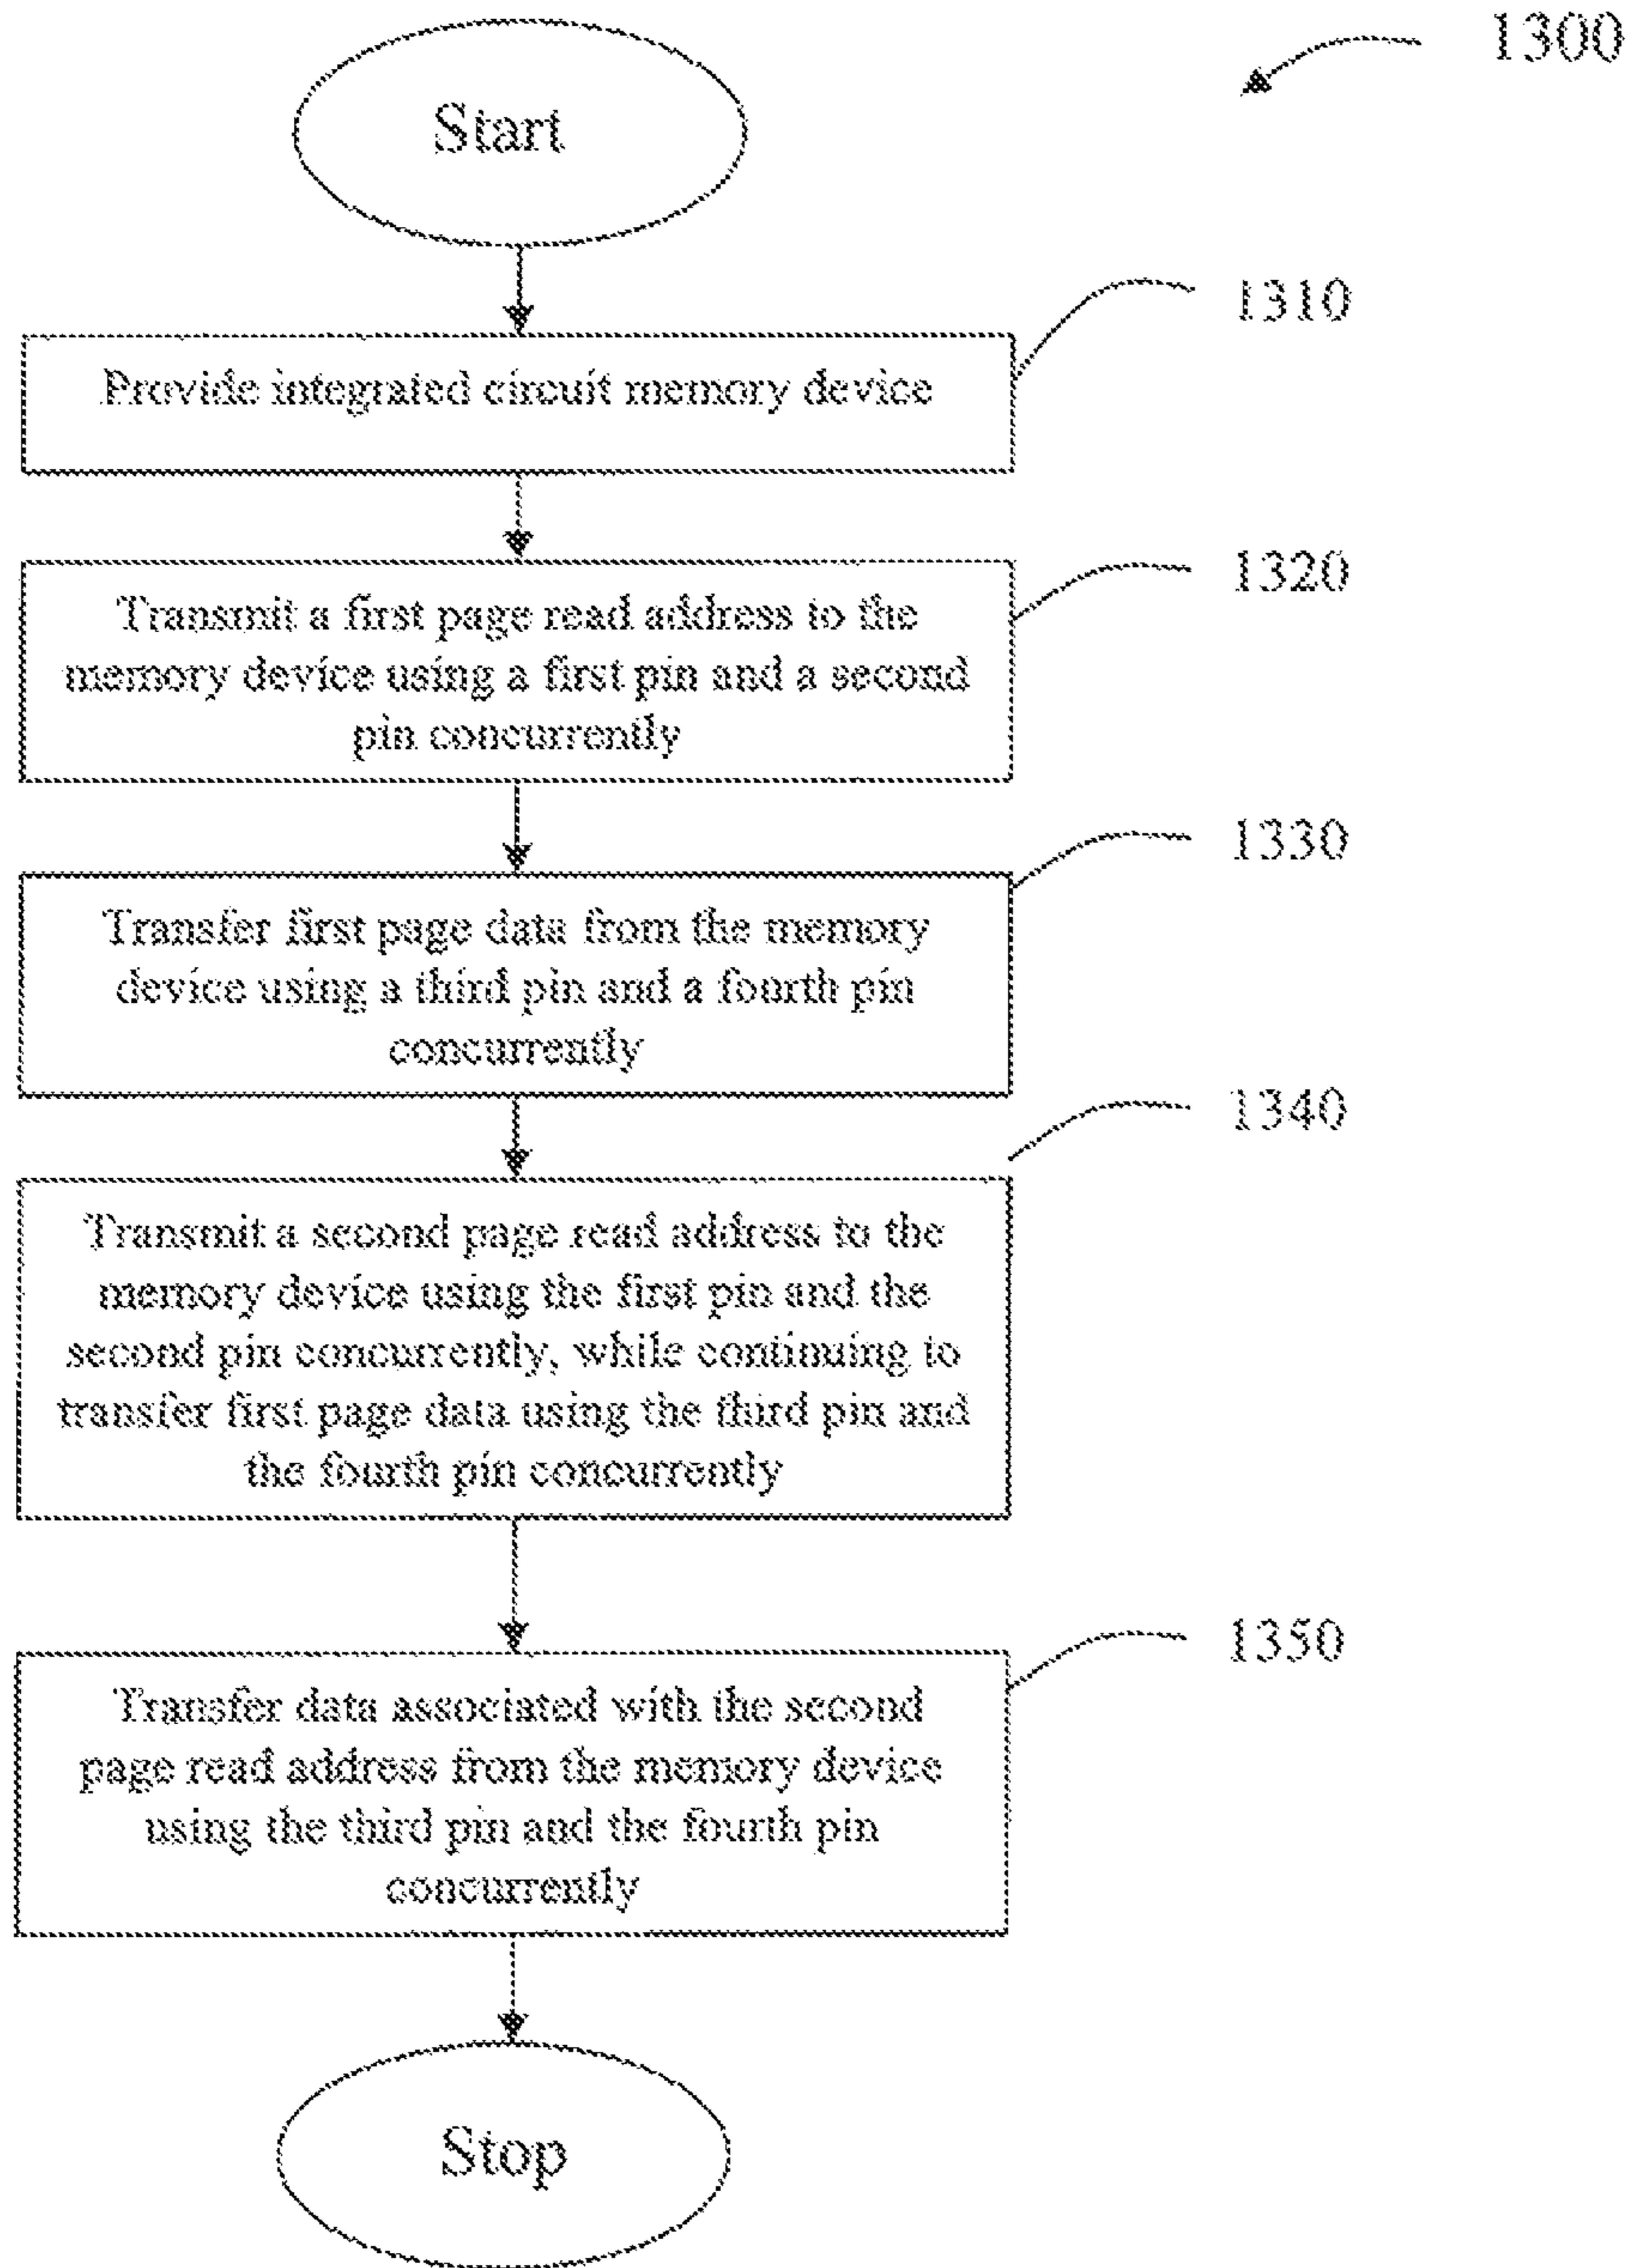 1300
Start
1310
Provide integrated circuit memory device
1320
Transmit a first page read address to the
memory device using a first pin and a second
pin concurrently
1330
Transfer first page data from the memory
device using a third pin and a fourth pin
concurrently
1340
Transmit a second page read address to the
memory device using the first pin and the
second pin concurrently, while continuing to
transfer first page data using the third pin and
the fourth pin concurrently
1350
Transfer data associated with the second
page read address from the memory device
using the third pin and the fourth pin
concurrently
Stop